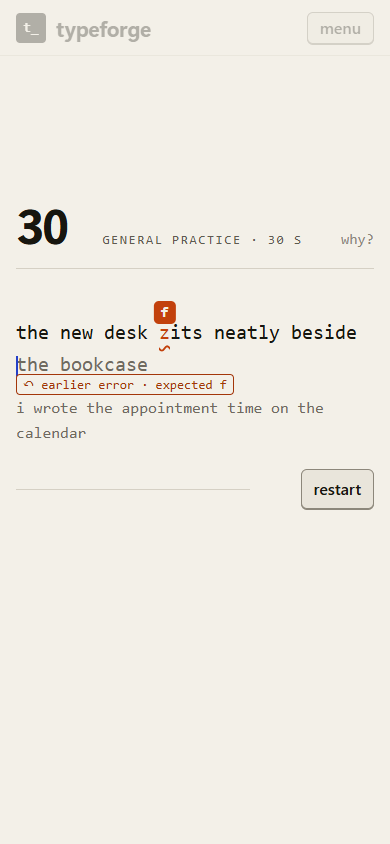 t_ typeforge menu
30 GENERAL PRACTICE · 30 S why?
f
the new desk zits neatly beside
the bookcase
↶ earlier error · expected f
i wrote the appointment time on the
calendar
restart